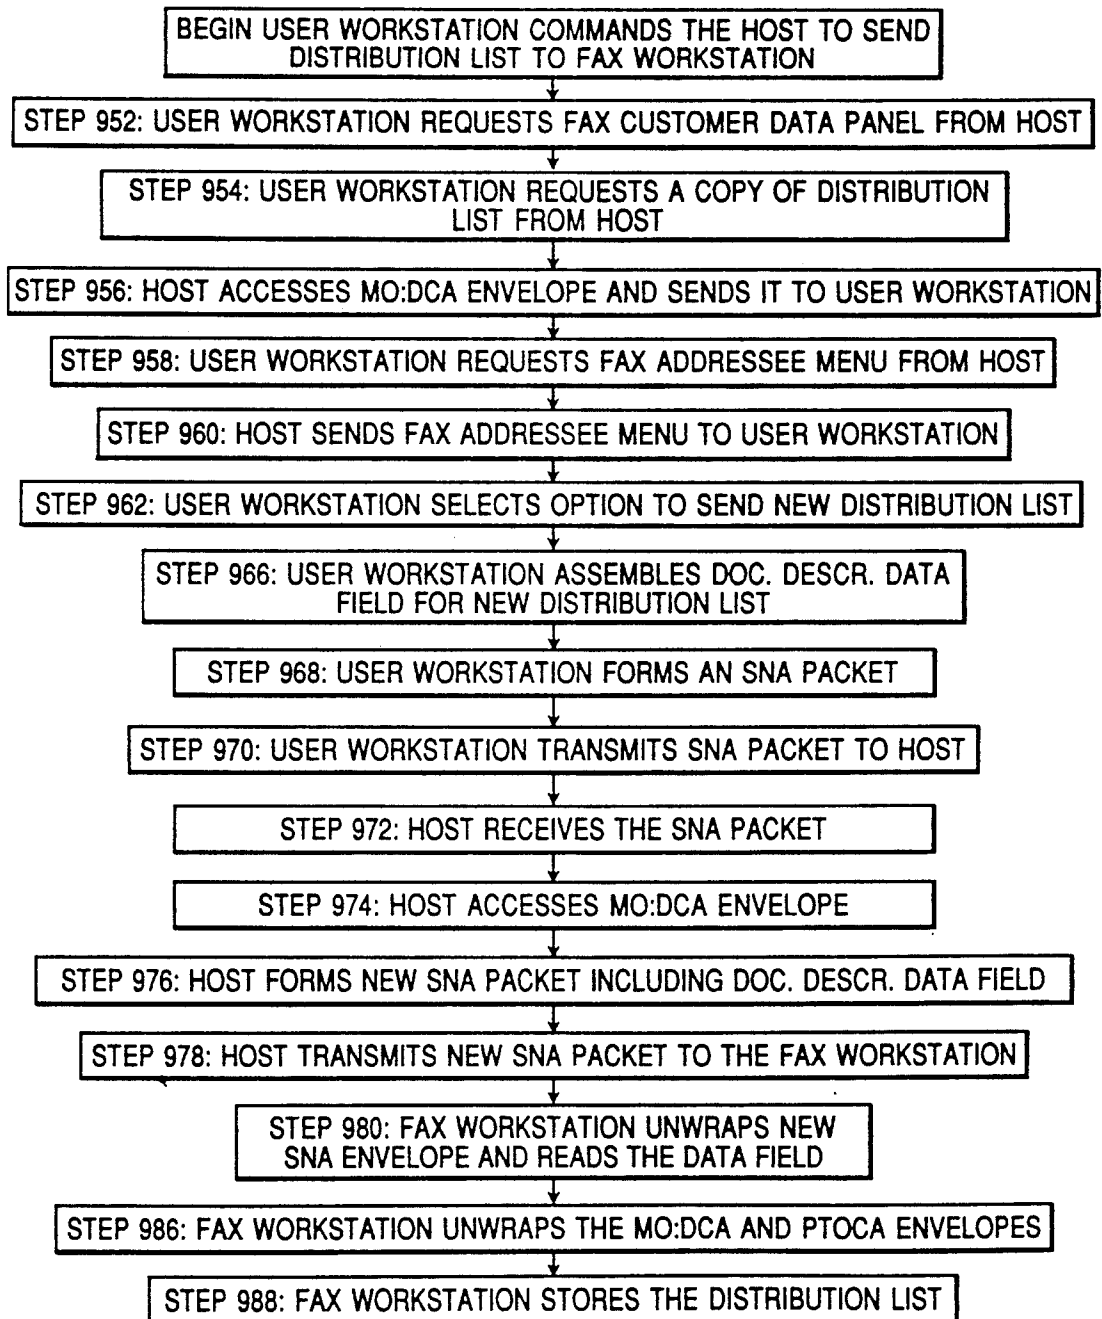 BEGIN USER WORKSTATION COMMANDS THE HOST TO SEND
DISTRIBUTION LIST TO FAX WORKSTATION
STEP 952: USER WORKSTATION REQUESTS FAX CUSTOMER DATA PANEL FROM HOST
STEP 954: USER WORKSTATION REQUESTS A COPY OF DISTRIBUTION
LIST FROM HOST
STEP 956: HOST ACCESSES MO:DCA ENVELOPE AND SENDS IT TO USER WORKSTATION
STEP 958: USER WORKSTATION REQUESTS FAX ADDRESSEE MENU FROM HOST
STEP 960: HOST SENDS FAX ADDRESSEE MENU TO USER WORKSTATION
STEP 962: USER WORKSTATION SELECTS OPTION TO SEND NEW DISTRIBUTION LIST
STEP 966: USER WORKSTATION ASSEMBLES DOC. DESCR. DATA
FIELD FOR NEW DISTRIBUTION LIST
STEP 968: USER WORKSTATION FORMS AN SNA PACKET
STEP 970: USER WORKSTATION TRANSMITS SNA PACKET TO HOST
STEP 972: HOST RECEIVES THE SNA PACKET
STEP 974: HOST ACCESSES MO:DCA ENVELOPE
STEP 976: HOST FORMS NEW SNA PACKET INCLUDING DOC. DESCR. DATA FIELD
STEP 978: HOST TRANSMITS NEW SNA PACKET TO THE FAX WORKSTATION
STEP 980: FAX WORKSTATION UNWRAPS NEW
SNA ENVELOPE AND READS THE DATA FIELD
STEP 986: FAX WORKSTATION UNWRAPS THE MO:DCA AND PTOCA ENVELOPES
STEP 988: FAX WORKSTATION STORES THE DISTRIBUTION LIST